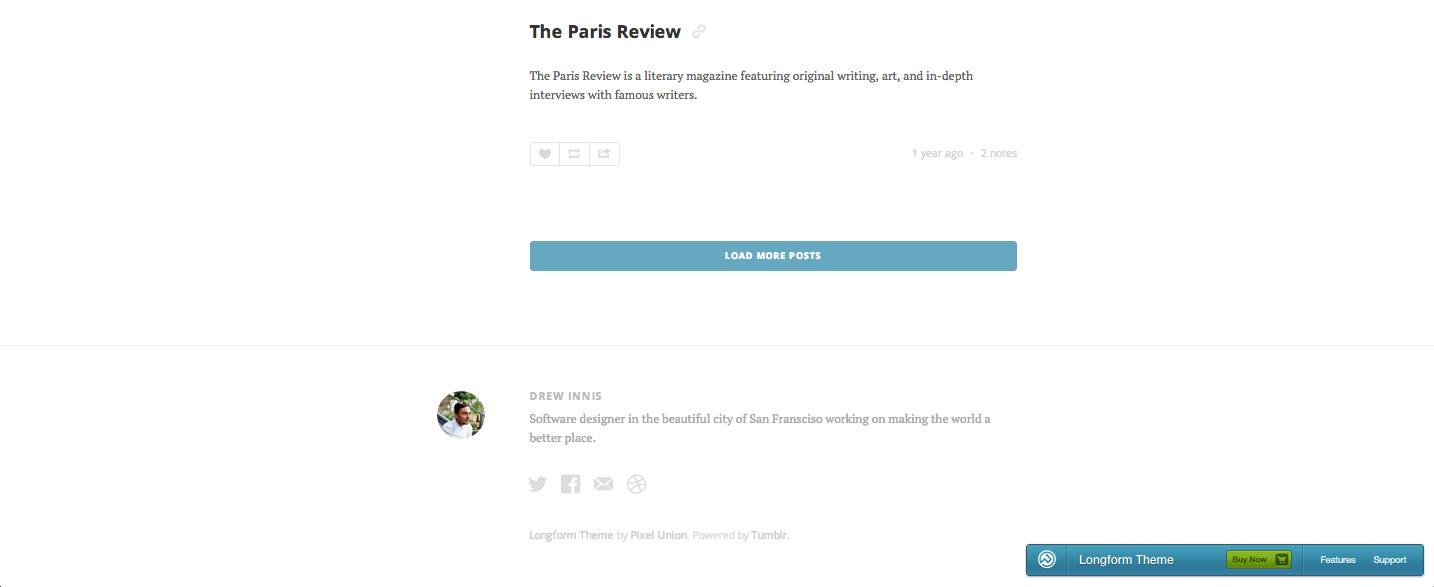 The Paris Review
The Paris Review is a literary magazine featuring original writing, art, and in-depth
interviews with famous writers.
1 year ago · 2 notes
LOAD MORE POSTS
DREW INNIS
Software designer in the beautiful city of San Fransciso working on making the world a
better place.
Longform Theme by Pixel Union. Powered by Tumblr.
Longform Theme Buy Now Features Support